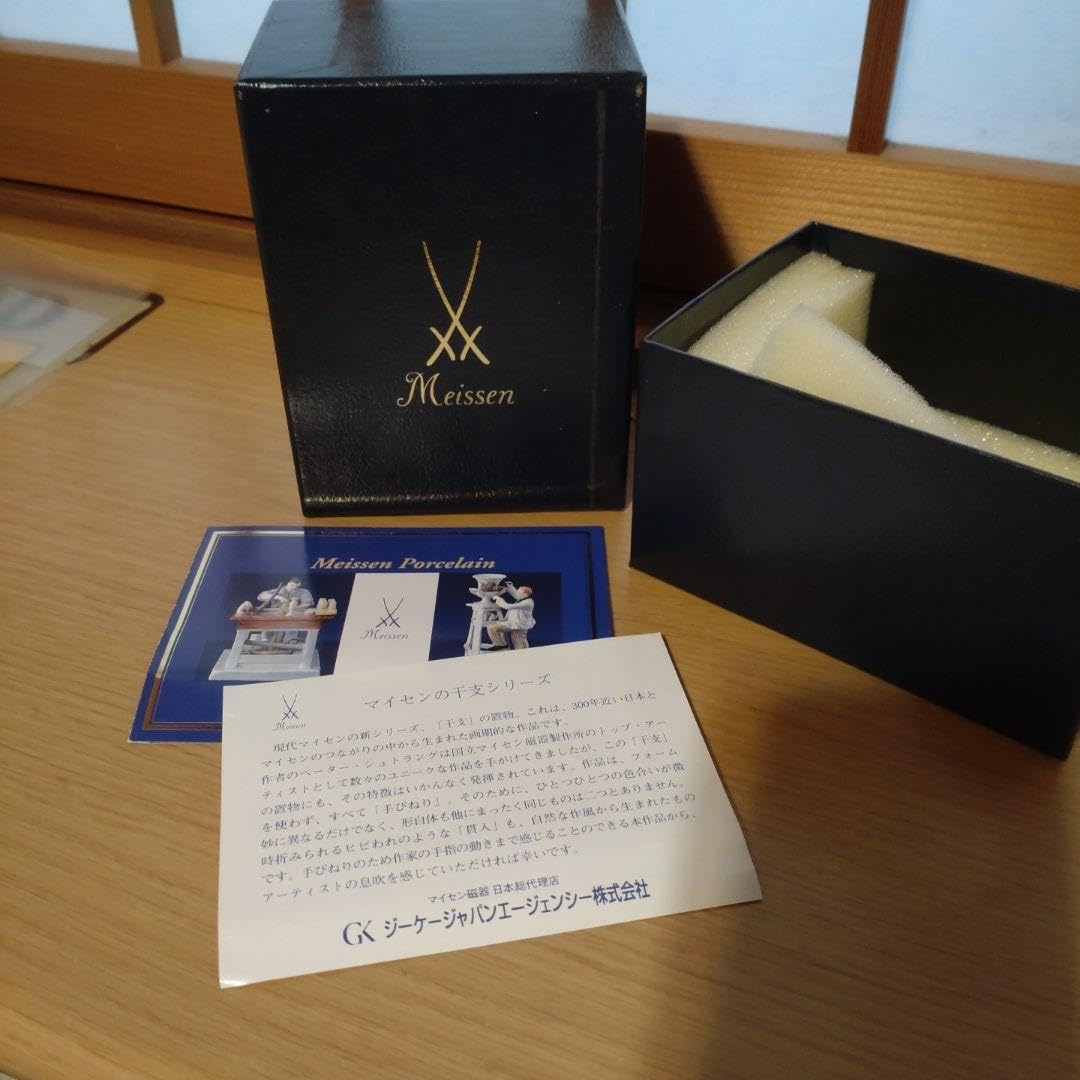 Meissen
Meissen Porcelain
Meissen
Meissen
マイセンの干支シリーズ
現代マイセンの新シリーズ、「干支」の置物。これは、300年近い日本と
マイセンのつながりの中から生まれた画期的な作品です。
作者のペーター・シュトラングは国立マイセン磁器製作所のトップ・アー
ティストとして数々のユニークな作品を手がけてきましたが、この「干支」
の置物にも、その特徴はいかんなく発揮されています。作品は、フォーム
を使わず、すべて「手びねり」。そのために、ひとつひとつの色合いが微
妙に異なるだけでなく、形自体も他にまったく同じものは二つとありません。
時折みられるヒビわれのような「貫入」も、自然な作風から生まれたもの
です。手びねりのため作家の手指の動きまで感じることのできる本作品から、
アーティストの息吹を感じていただければ幸いです。
マイセン磁器 日本総代理店
GK ジーケージャパンエージェンシー株式会社